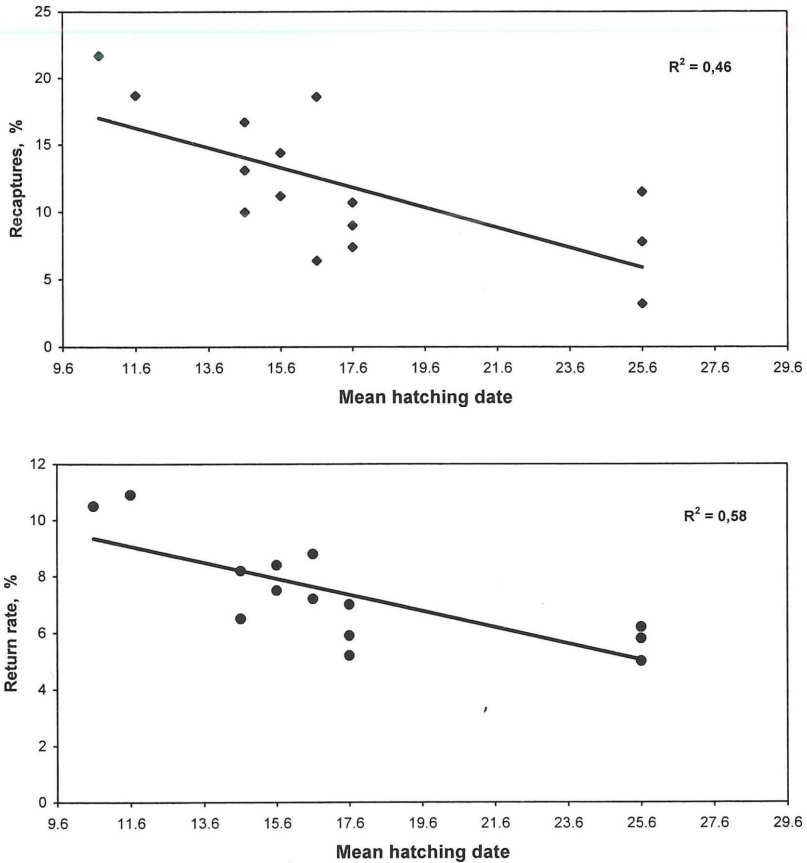 25
20
15
10
5
0
Recaptures, %
R² = 0,46
9.6 11.6 13.6 15.6 17.6 19.6 21.6 23.6 25.6 27.6 29.6
Mean hatching date
12
10
8
6
4
2
0
Return rate, %
R² = 0,58
9.6 11.6 13.6 15.6 17.6 19.6 21.6 23.6 25.6 27.6 29.6
Mean hatching date